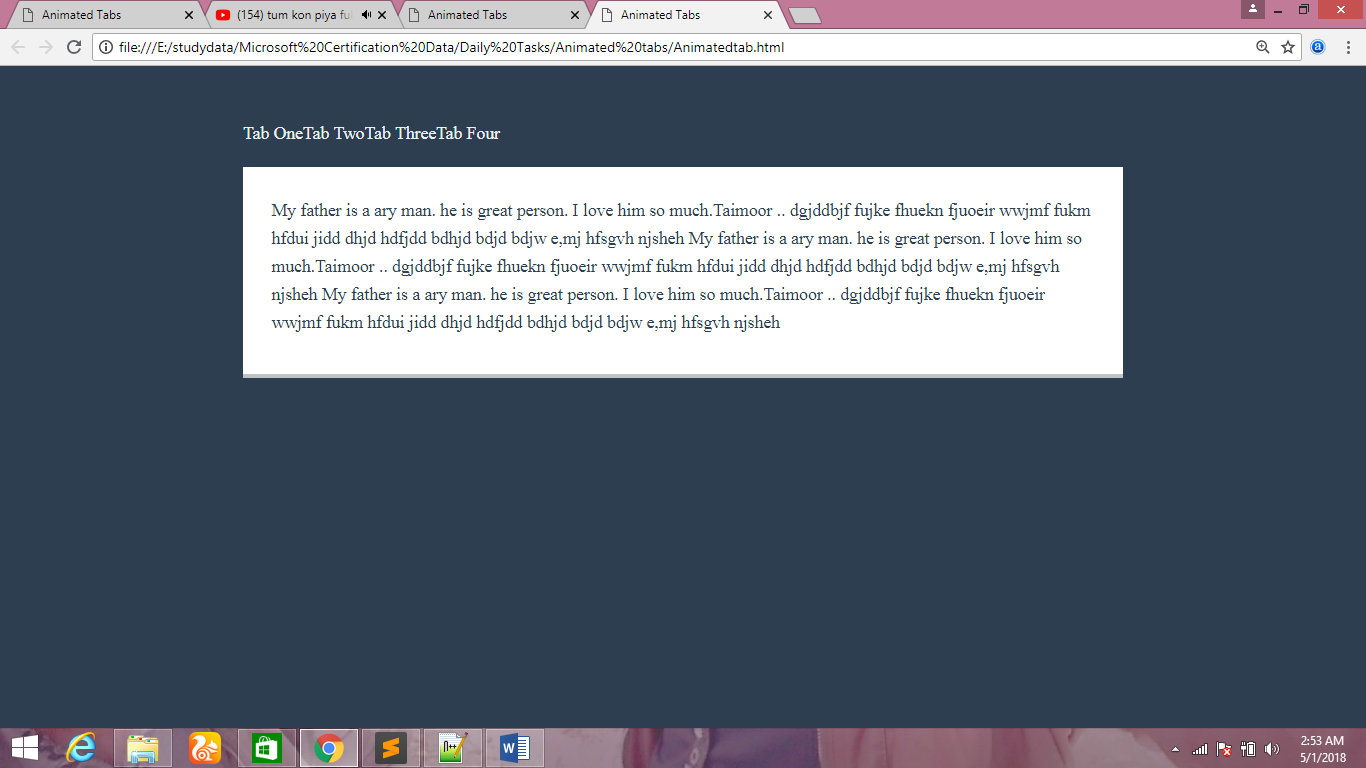 Animated Tabs
(154) tum kon piya fu
Animated Tabs
Animated Tabs
file:///E:/studydata/Microsoft%20Certification%20Data/Daily%20Tasks/Animated%20tabs/Animatedtab.html
Tab OneTab TwoTab ThreeTab Four
My father is a ary man. he is great person. I love him so much.Taimoor .. dgjddbjf fujke fhuekn fjuoeir wwjmf fukm
hfdui jidd dhjd hdfjdd bdhjd bdjd bdjw e,mj hfsgvh njsheh My father is a ary man. he is great person. I love him so
much.Taimoor .. dgjddbjf fujke fhuekn fjuoeir wwjmf fukm hfdui jidd dhjd hdfjdd bdhjd bdjd bdjw e,mj hfsgvh
njsheh My father is a ary man. he is great person. I love him so much.Taimoor .. dgjddbjf fujke fhuekn fjuoeir
wwjmf fukm hfdui jidd dhjd hdfjdd bdhjd bdjd bdjw e,mj hfsgvh njsheh
2:53 AM
5/1/2018